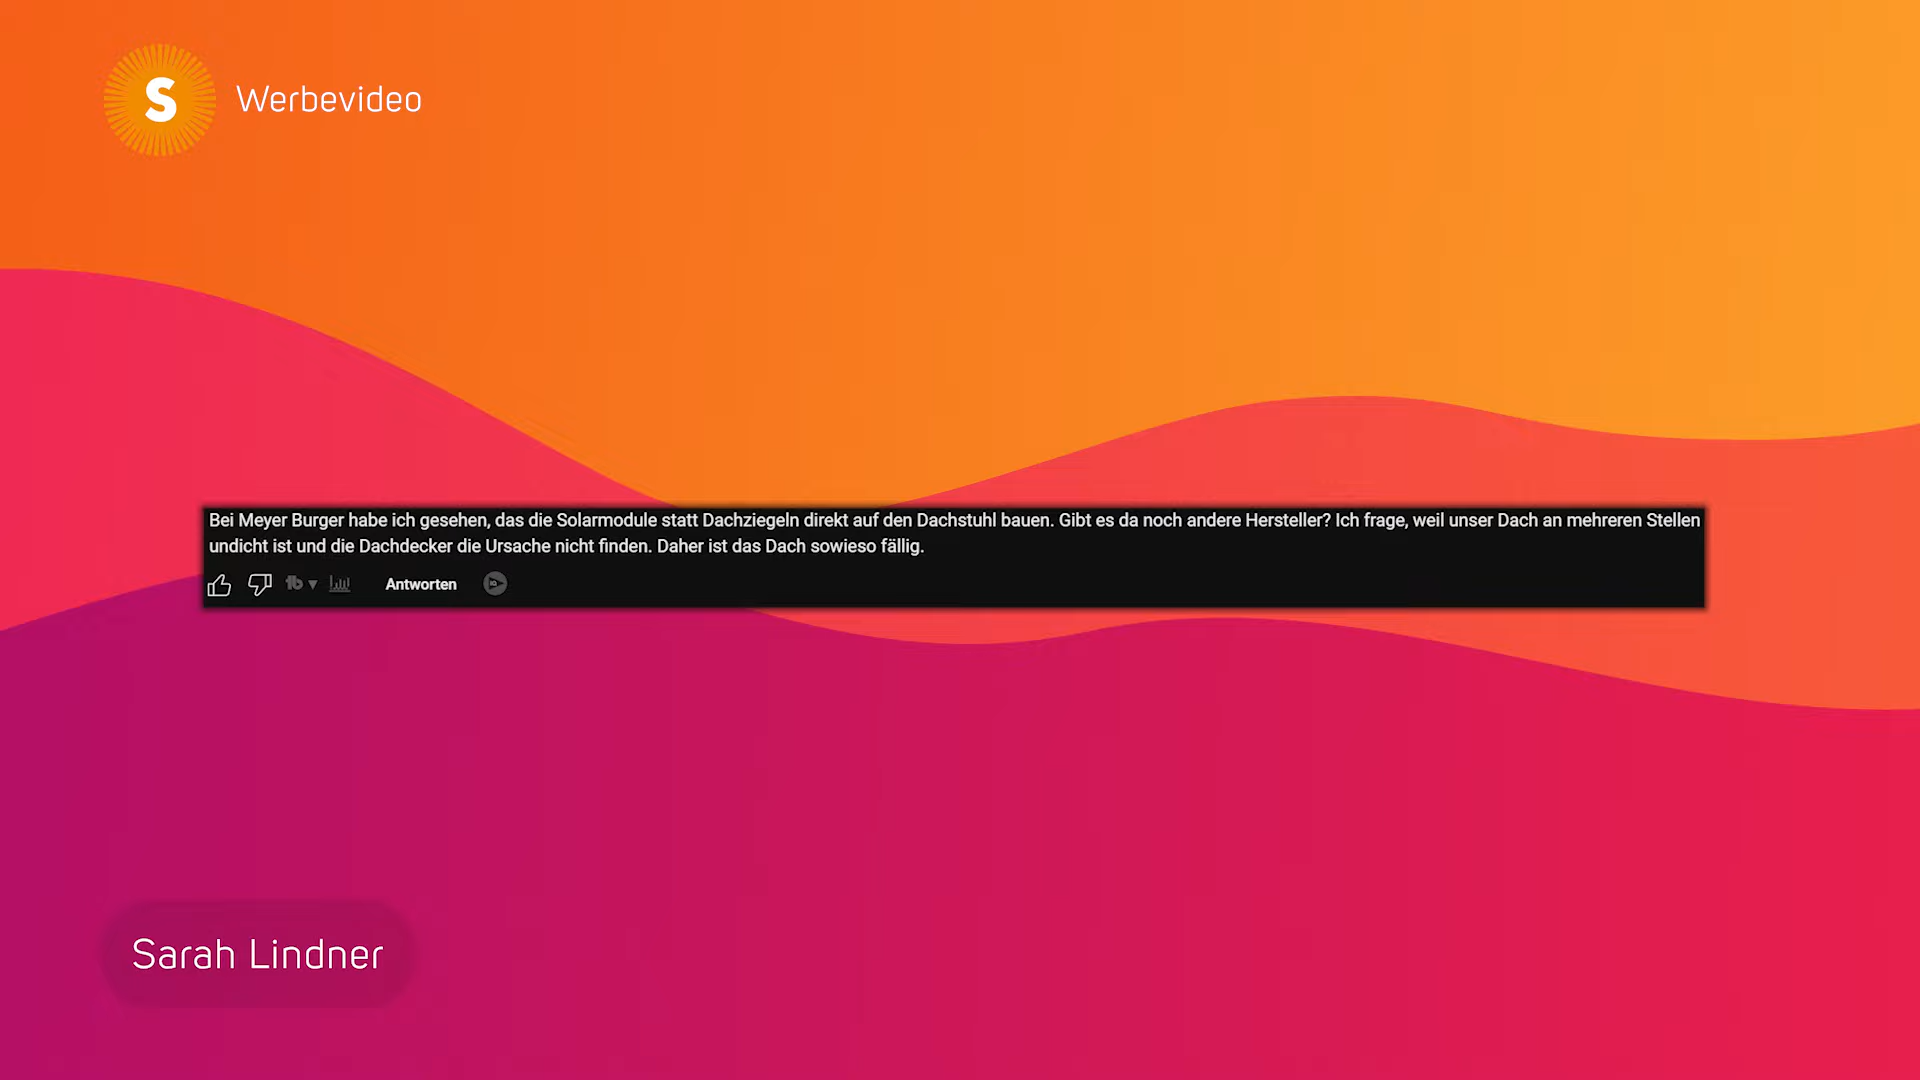 S
Werbevideo
Bei Meyer Burger habe ich gesehen, das die Solarmodule statt Dachziegeln direkt auf den Dachstuhl bauen. Gibt es da noch andere Hersteller? Ich frage, weil unser Dach an mehreren Stellen
undicht ist und die Dachdecker die Ursache nicht finden. Daher ist das Dach sowieso fällig.
Antworten
Sarah Lindner